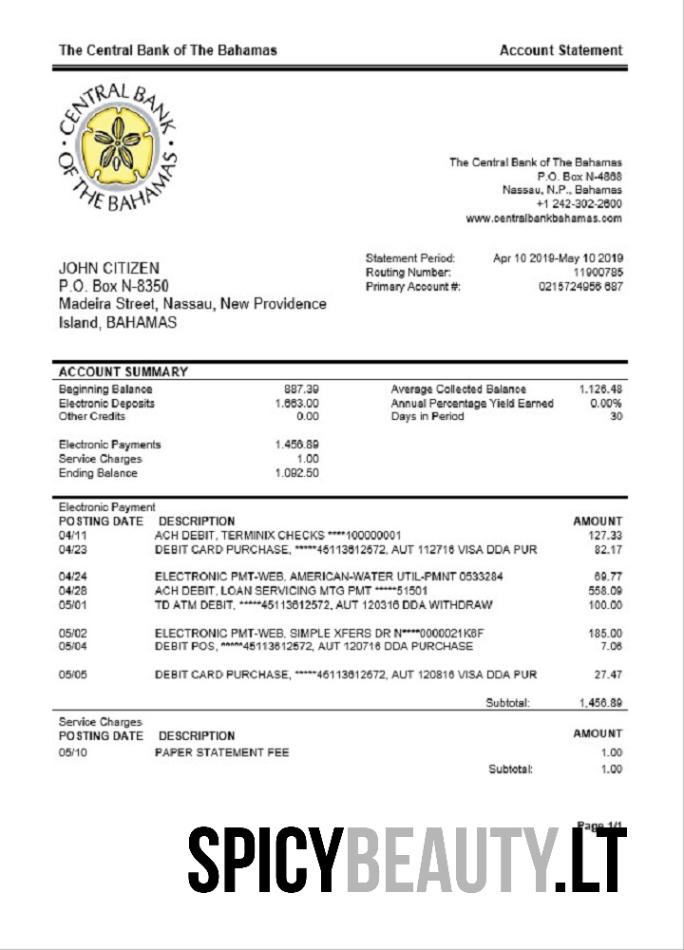 The Central Bank of The Bahamas Account Statement
CENTRAL BANK OF THE BAHAMAS
The Central Bank of The Bahamas
P.O. Box N-4868
Nassau, N.P., Bahamas
+1 242-302-2600
www.centralbankbahamas.com
JOHN CITIZEN
P.O. Box N-8350
Madeira Street, Nassau, New Providence
Island, BAHAMAS
Statement Period: Apr 10 2019-May 10 2019
Routing Number: 11900785
Primary Account #: 0215724956 687
ACCOUNT SUMMARY
Beginning Balance 887.39 Average Collected Balance 1.126.48
Electronic Deposits 1.663.00 Annual Percentage Yield Earned 0.00%
Other Credits 0.00 Days in Period 30
Electronic Payments 1.456.89
Service Charges 1.00
Ending Balance 1.092.50
Electronic Payment
POSTING DATE DESCRIPTION AMOUNT
04/11 ACH DEBIT, TERMINIX CHECKS ****100000001 127.33
04/23 DEBIT CARD PURCHASE, *****45113612572, AUT 112716 VISA DDA PUR 82.17
04/24 ELECTRONIC PMT-WEB, AMERICAN-WATER UTIL-PMNT 0533284 69.77
04/28 ACH DEBIT, LOAN SERVICING MTG PMT *****51501 558.09
05/01 TD ATM DEBIT, *****45113612572, AUT 120316 DDA WITHDRAW 100.00
05/02 ELECTRONIC PMT-WEB, SIMPLE XFERS DR N****0000021K6F 185.00
05/04 DEBIT POS, *****45113612572, AUT 120716 DDA PURCHASE 7.06
05/05 DEBIT CARD PURCHASE, *****45113612572, AUT 120816 VISA DDA PUR 27.47
Subtotal: 1,456.89
Service Charges
POSTING DATE DESCRIPTION AMOUNT
05/10 PAPER STATEMENT FEE 1.00
Subtotal: 1.00
Page 1/1
SPICYBEAUTY.LT